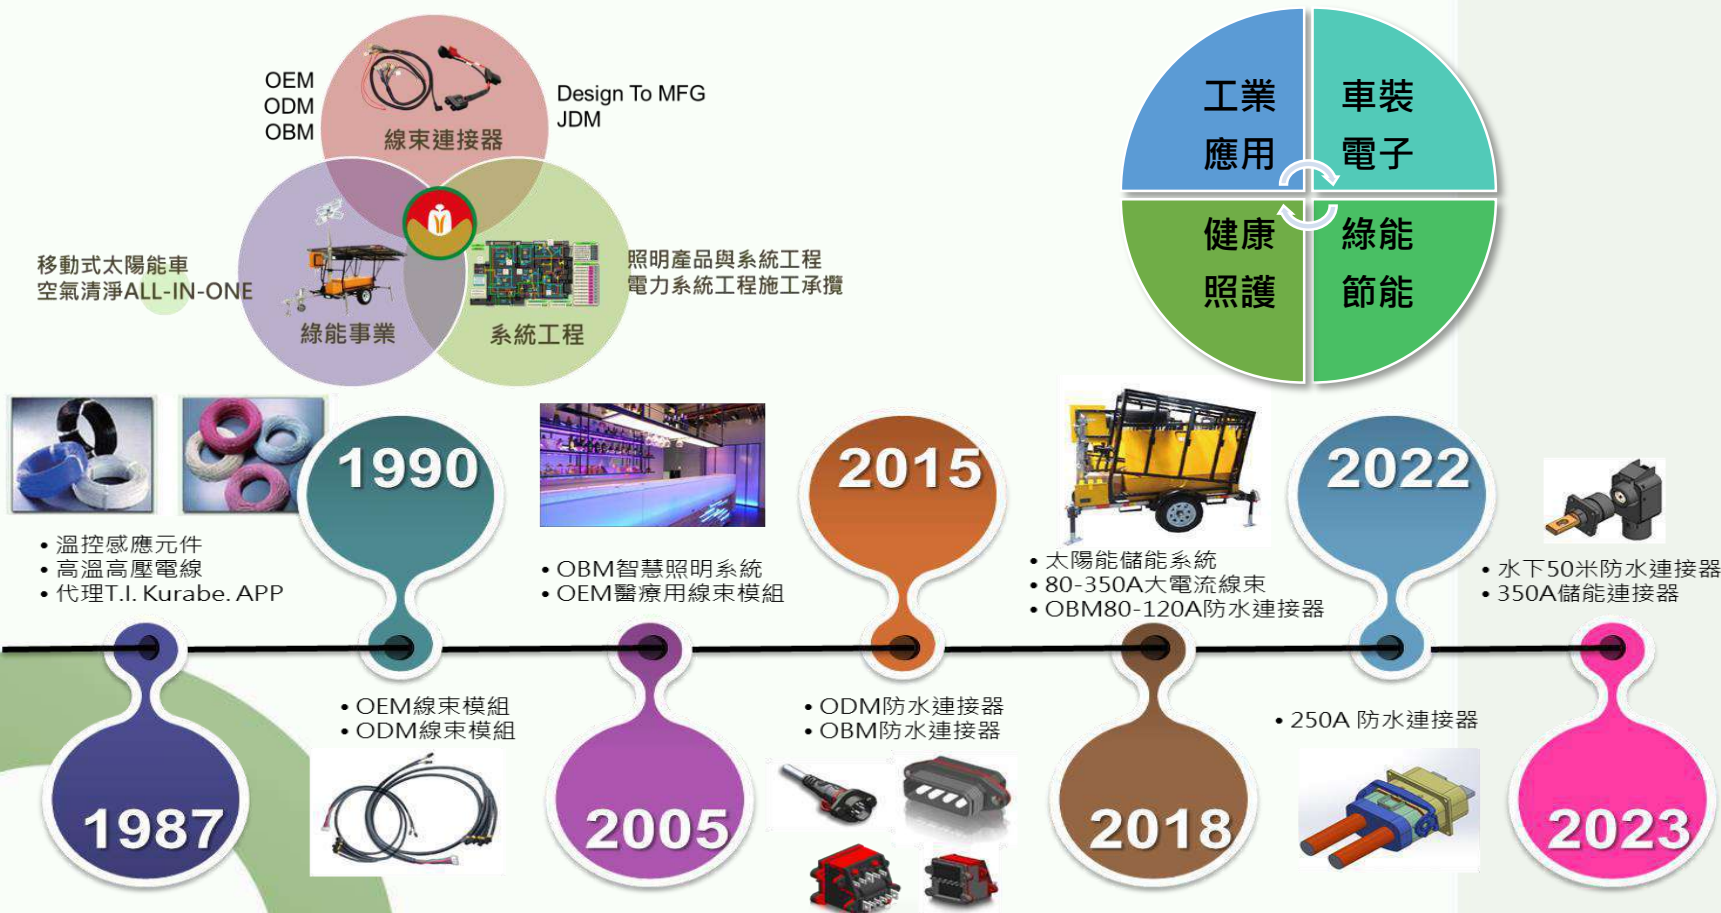 OEM
ODM
OBM
Design To MFG
JDM
線束連接器
移動式太陽能車
空氣清淨ALL-IN-ONE
綠能事業
系統工程
照明產品與系統工程
電力系統工程施工承攬
工業
應用
車裝
電子
健康
照護
綠能
節能
1990
2015
2022
• 溫控感應元件
• 高溫高壓電線
• 代理T.I. Kurabe. APP
• OBM智慧照明系統
• OEM醫療用線束模組
• 太陽能儲能系統
• 80-350A大電流線束
• OBM80-120A防水連接器
• 水下50米防水連接器
• 350A儲能連接器
• OEM線束模組
• ODM線束模組
• ODM防水連接器
• OBM防水連接器
• 250A 防水連接器
1987
2005
2018
2023